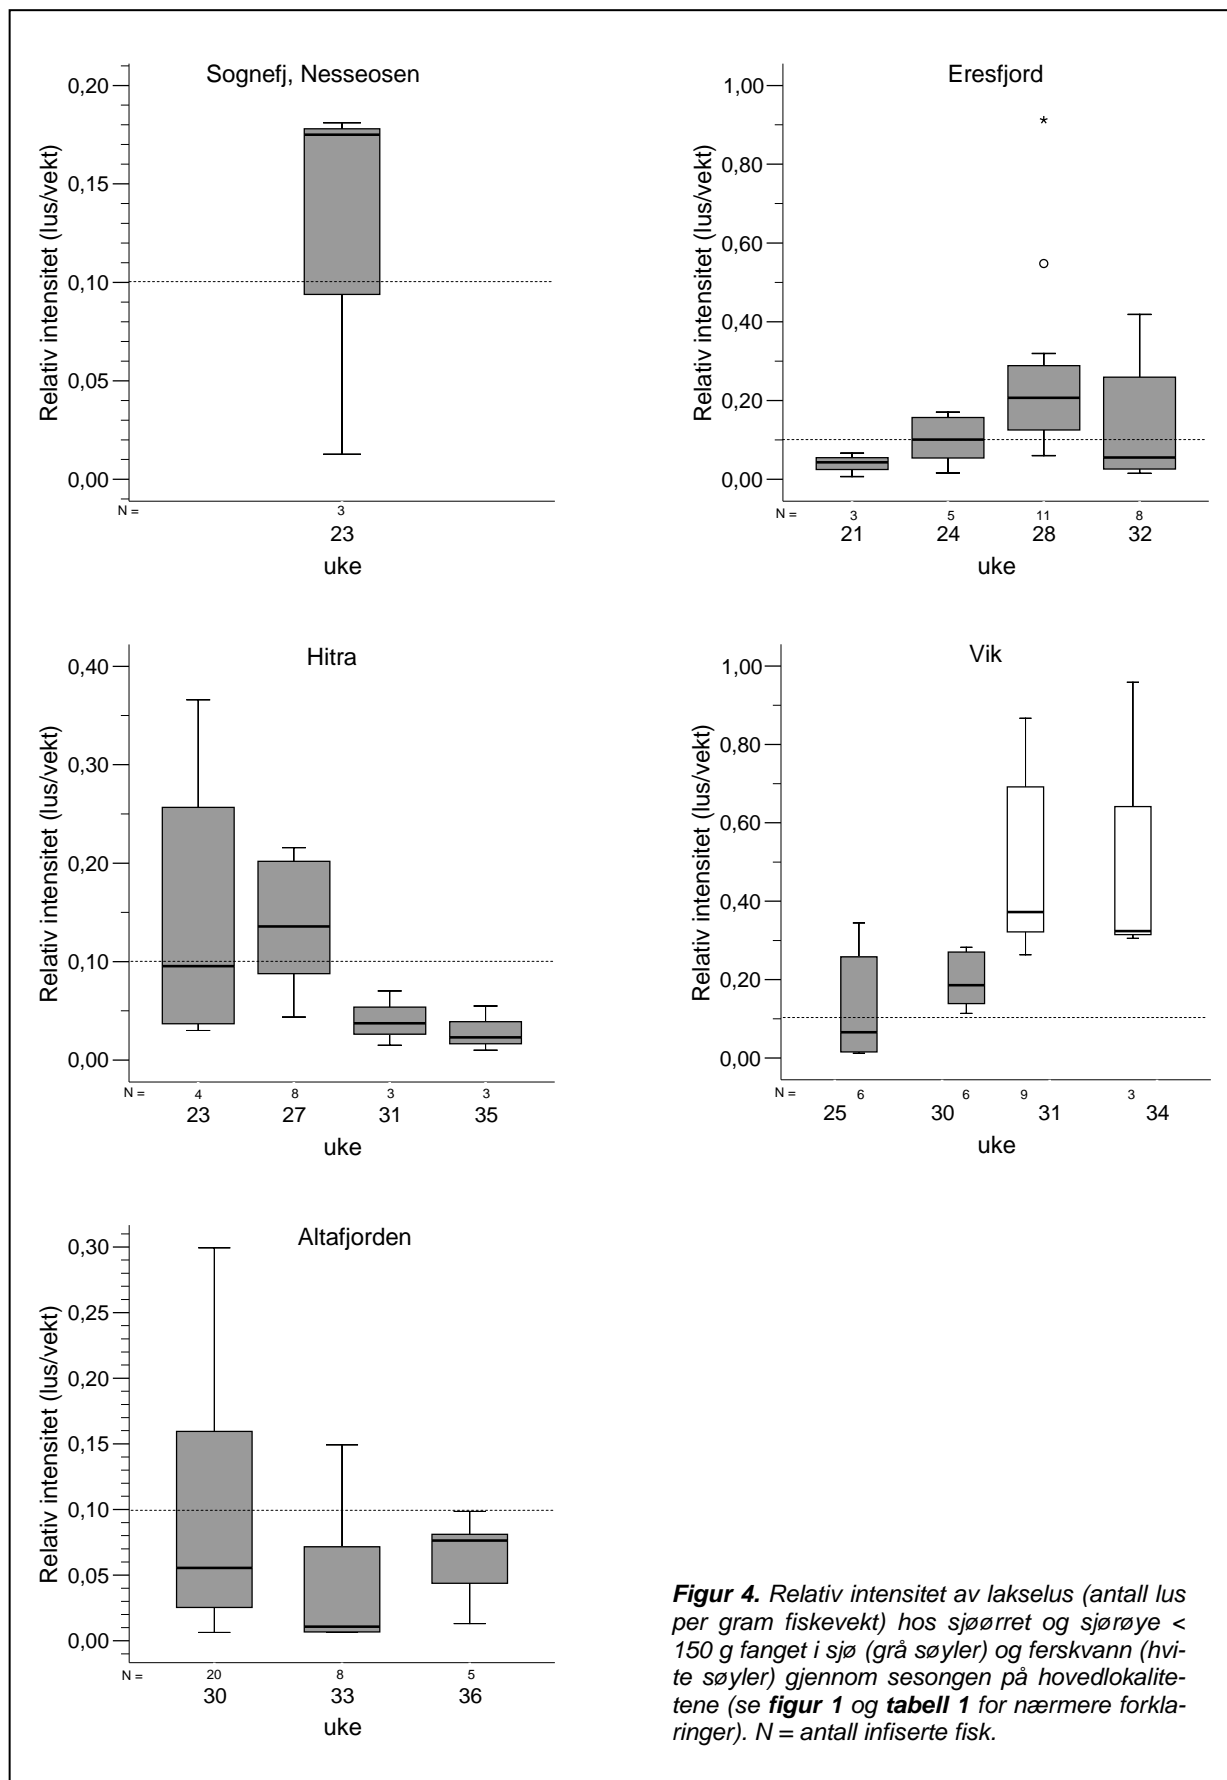 Sognefj, Nesseosen
Relativ intensitet (lus/vekt)
0,20
0,15
0,10
0,05
0,00
N =
3
23
uke
Eresfjord
Relativ intensitet (lus/vekt)
1,00
0,80
0,60
0,40
0,20
0,00
N =
3 5 11 8
21 24 28 32
uke
Hitra
Relativ intensitet (lus/vekt)
0,40
0,30
0,20
0,10
0,00
N =
4 8 3 3
23 27 31 35
uke
Vik
Relativ intensitet (lus/vekt)
1,00
0,80
0,60
0,40
0,20
0,00
N =
6 6 9 3
25 30 31 34
uke
Altafjorden
Relativ intensitet (lus/vekt)
0,30
0,25
0,20
0,15
0,10
0,05
0,00
N =
20 8 5
30 33 36
uke
Figur 4. Relativ intensitet av lakselus (antall lus
per gram fiskevekt) hos sjøørret og sjørøye <
150 g fanget i sjø (grå søyler) og ferskvann (hvi-
te søyler) gjennom sesongen på hovedlokalite-
tene (se figur 1 og tabell 1 for nærmere forkla-
ringer). N = antall infiserte fisk.